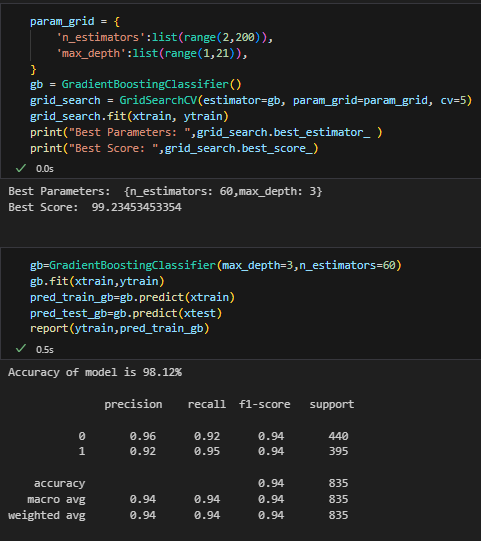 param_grid = {
'n_estimators':list(range(2,200)),
'max_depth':list(range(1,21)),
}
gb = GradientBoostingClassifier()
grid_search = GridSearchCV(estimator=gb, param_grid=param_grid, cv=5)
grid_search.fit(xtrain, ytrain)
print("Best Parameters: ",grid_search.best_estimator_ )
print("Best Score: ",grid_search.best_score_)
0.0s
Best Parameters:  {n_estimators: 60,max_depth: 3}
Best Score:  99.23453453354
gb=GradientBoostingClassifier(max_depth=3,n_estimators=60)
gb.fit(xtrain,ytrain)
pred_train_gb=gb.predict(xtrain)
pred_test_gb=gb.predict(xtest)
report(ytrain,pred_train_gb)
0.5s
Accuracy of model is 98.12%
precision recall f1-score support
0 0.96 0.92 0.94 440
1 0.92 0.95 0.94 395
accuracy 0.94 835
macro avg 0.94 0.94 0.94 835
weighted avg 0.94 0.94 0.94 835